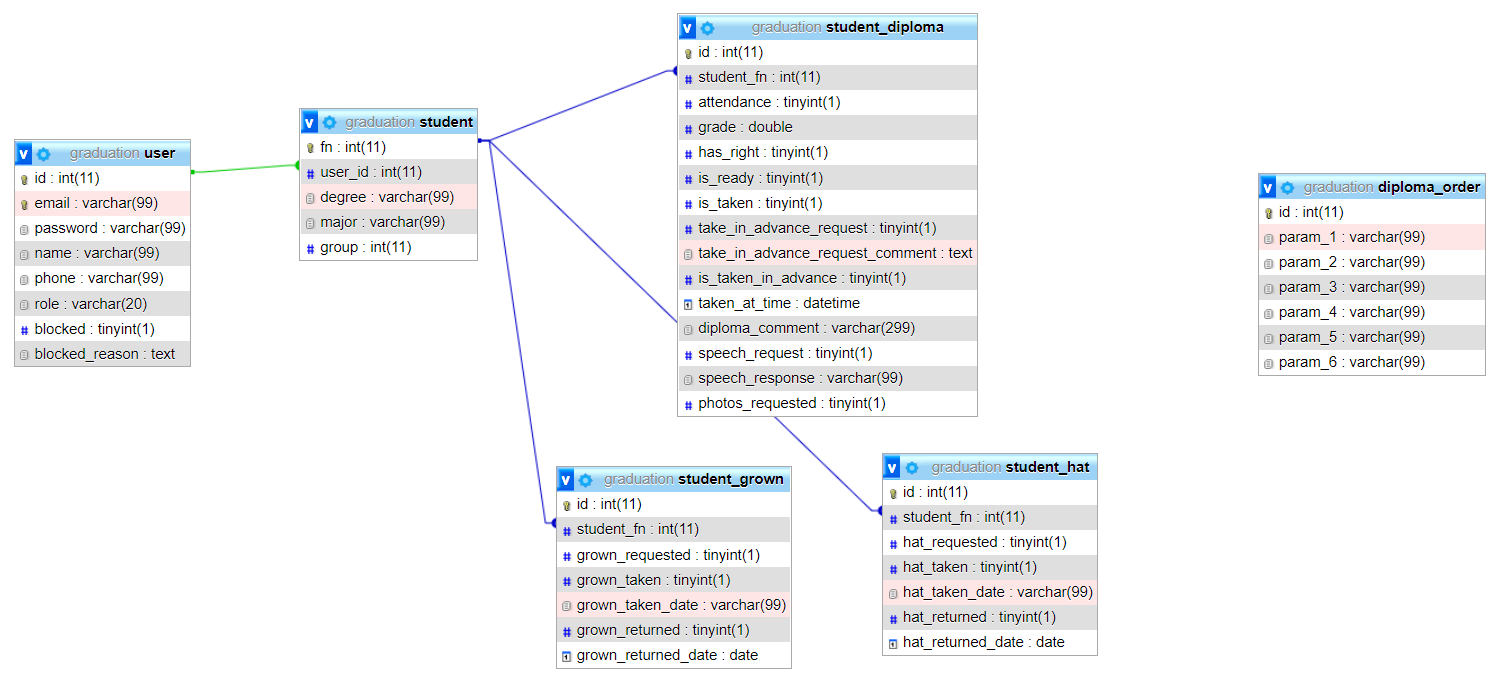 v graduation user
id : int(11)
email : varchar(99)
password : varchar(99)
name : varchar(99)
phone : varchar(99)
role : varchar(20)
# blocked : tinyint(1)
blocked_reason : text
v graduation student
fn : int(11)
# user_id : int(11)
degree : varchar(99)
major : varchar(99)
# group : int(11)
v graduation student_diploma
id : int(11)
# student_fn : int(11)
# attendance : tinyint(1)
# grade : double
# has_right : tinyint(1)
# is_ready : tinyint(1)
# is_taken : tinyint(1)
# take_in_advance_request : tinyint(1)
take_in_advance_request_comment : text
# is_taken_in_advance : tinyint(1)
taken_at_time : datetime
diploma_comment : varchar(299)
# speech_request : tinyint(1)
speech_response : varchar(99)
# photos_requested : tinyint(1)
v graduation student_grown
id : int(11)
# student_fn : int(11)
# grown_requested : tinyint(1)
# grown_taken : tinyint(1)
grown_taken_date : varchar(99)
# grown_returned : tinyint(1)
grown_returned_date : date
v graduation student_hat
id : int(11)
# student_fn : int(11)
# hat_requested : tinyint(1)
# hat_taken : tinyint(1)
hat_taken_date : varchar(99)
# hat_returned : tinyint(1)
hat_returned_date : date
v graduation diploma_order
id : int(11)
param_1 : varchar(99)
param_2 : varchar(99)
param_3 : varchar(99)
param_4 : varchar(99)
param_5 : varchar(99)
param_6 : varchar(99)